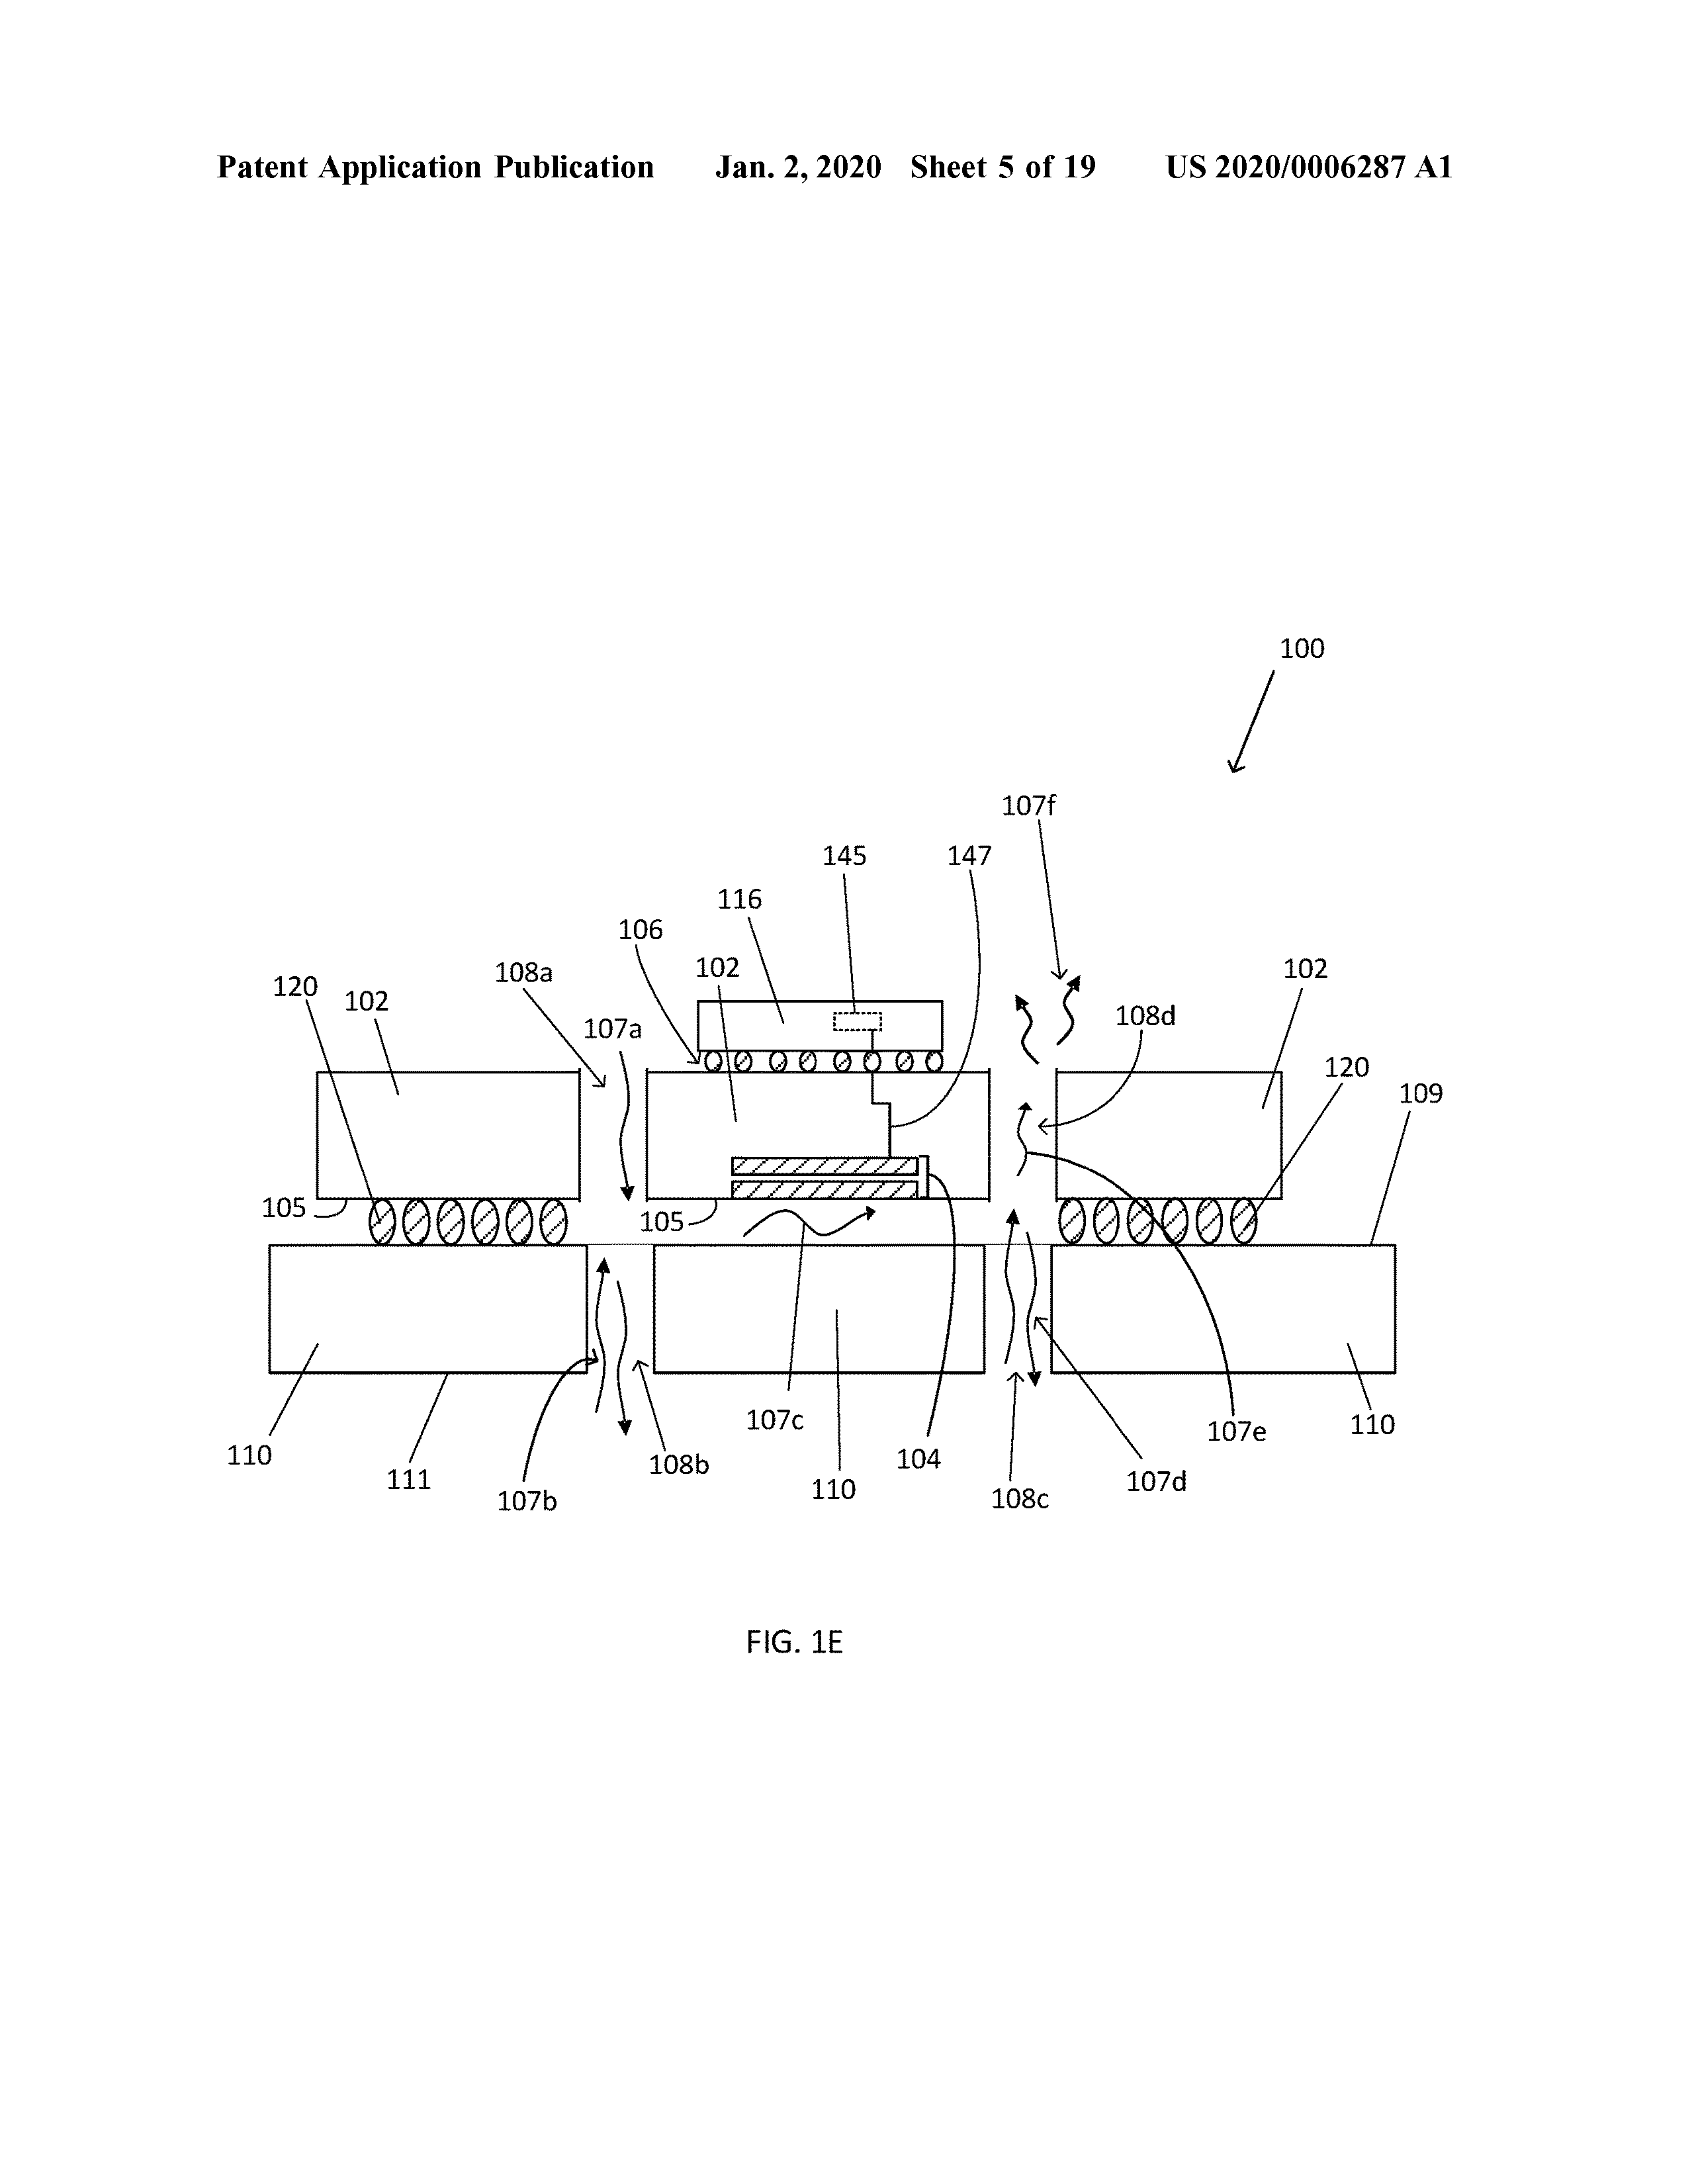 Patent Application Publication Jan. 2, 2020 Sheet 5 of 19 US 2020/0006287 A1
100
107f
145 147
116
106
102 102
108a
120 102
107a 108d
120
109
105 105
107c
107e
110 110
104
108b
111 110 107d
107b 108c
FIG. 1E